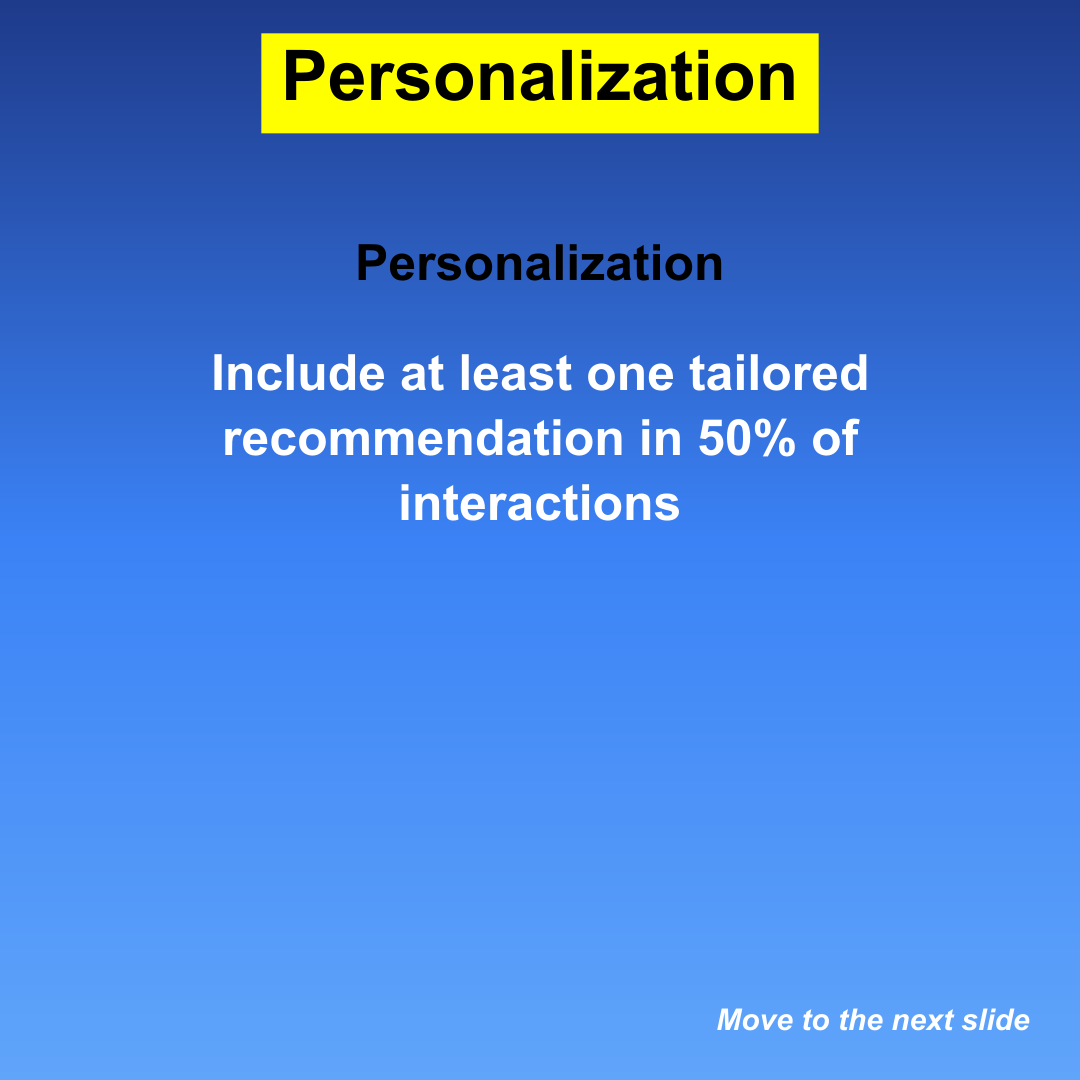 Personalization
Personalization
Include at least one tailored
recommendation in 50% of
interactions
Move to the next slide